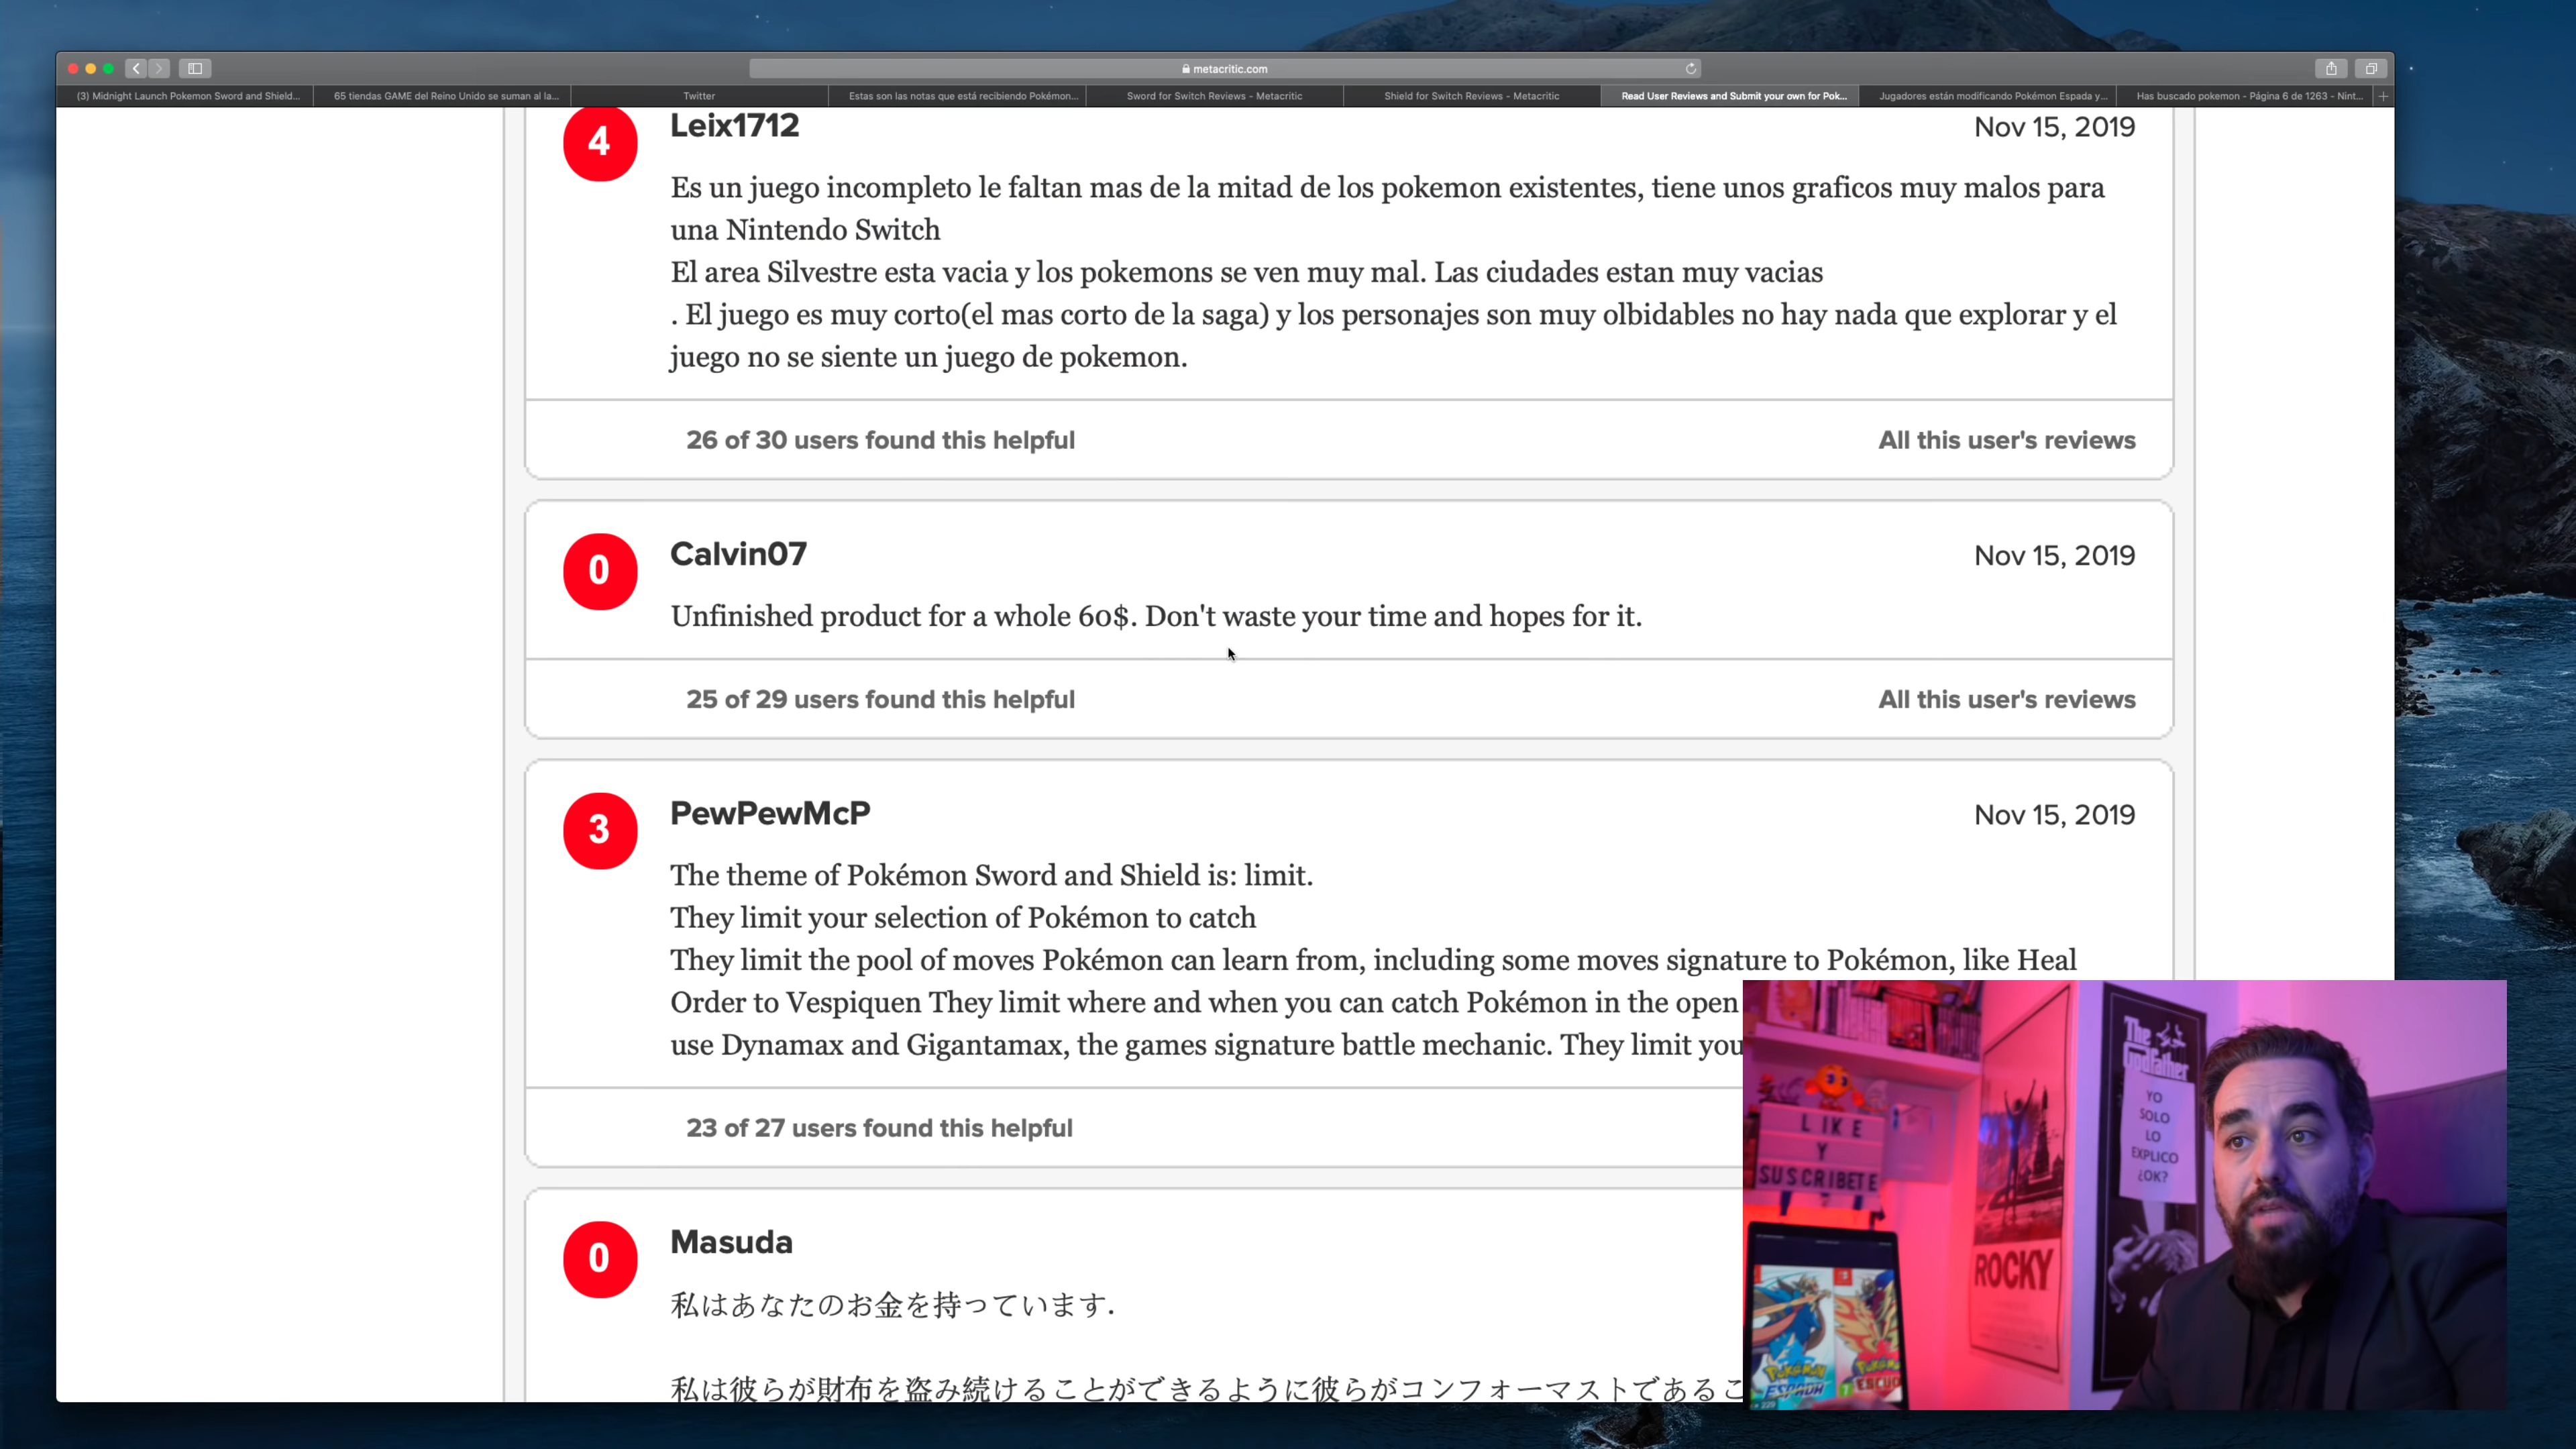 metacritic.com
(3) Midnight Launch Pokemon Sword and Shield...
65 tiendas GAME del Reino Unido se suman al la...
Twitter
Estas son las notas que está recibiendo Pokémon...
Sword for Switch Reviews - Metacritic
Shield for Switch Reviews - Metacritic
Read User Reviews and Submit your own for Pok...
Jugadores están modificando Pokémon Espada y...
Has buscado pokemon - Página 6 de 1263 - Nint...
4
Leix1712
Nov 15, 2019
Es un juego incompleto le faltan mas de la mitad de los pokemon existentes, tiene unos graficos muy malos para
una Nintendo Switch
El area Silvestre esta vacia y los pokemons se ven muy mal. Las ciudades estan muy vacias
. El juego es muy corto(el mas corto de la saga) y los personajes son muy olbidables no hay nada que explorar y el
juego no se siente un juego de pokemon.
26 of 30 users found this helpful
All this user's reviews
0
Calvin07
Nov 15, 2019
Unfinished product for a whole 60$. Don't waste your time and hopes for it.
25 of 29 users found this helpful
All this user's reviews
3
PewPewMcP
Nov 15, 2019
The theme of Pokémon Sword and Shield is: limit.
They limit your selection of Pokémon to catch
They limit the pool of moves Pokémon can learn from, including some moves signature to Pokémon, like Heal
Order to Vespiquen They limit where and when you can catch Pokémon in the open
use Dynamax and Gigantamax, the games signature battle mechanic. They limit you
23 of 27 users found this helpful
0
Masuda
私はあなたのお金を持っています.
私は彼らが財布を盗み続けることができるように彼らがコンフォーマストであるこ
The
Godfather
YO
SOLO
LO
EXPLICO
¿OK?
LIKE
Y
SUSCRIBETE
ROCKY
POKéMON
ESPADA
POKéMON
ESCUDO